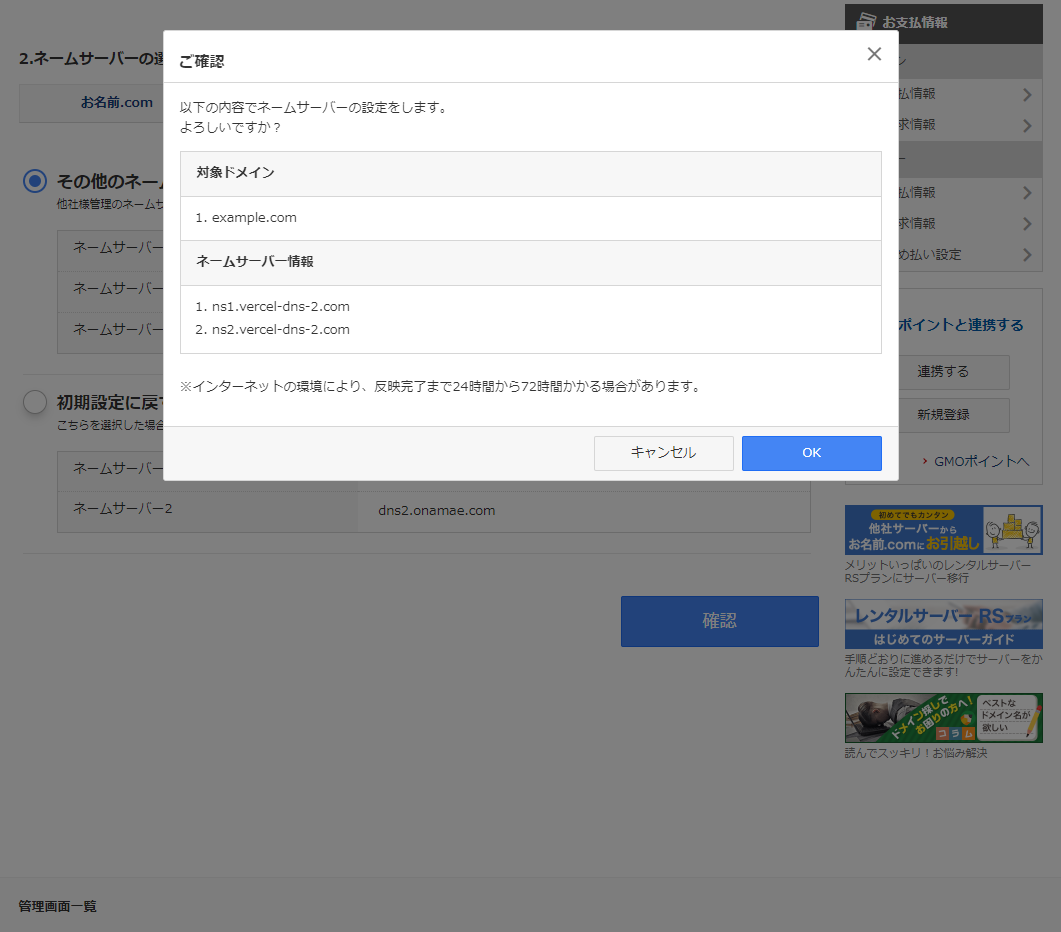 お支払情報
2.ネームサーバーの選
お名前.com
その他のネーム
他社様管理のネームサ
ネームサーバー
ネームサーバー
ネームサーバー
初期設定に戻す
こちらを選択した場合
ネームサーバー
ネームサーバー2
dns2.onamae.com
確認
ご確認
以下の内容でネームサーバーの設定をします。
よろしいですか？
対象ドメイン
1. example.com
ネームサーバー情報
1. ns1.vercel-dns-2.com
2. ns2.vercel-dns-2.com
※インターネットの環境により、反映完了まで24時間から72時間かかる場合があります。
キャンセル
OK
ン
払情報
求情報
ー
払情報
求情報
め払い設定
ポイントと連携する
連携する
新規登録
GMOポイントへ
初めてでもカンタン
他社サーバーから
お名前.comにお引越し
メリットいっぱいのレンタルサーバー
RSプランにサーバー移行
レンタルサーバー RSプラン
はじめてのサーバーガイド
手順どおりに進めるだけでサーバーをか
んたんに設定できます!
ドメイン探しで
お困りの方へ!
コラム
ベストな
ドメイン名が
欲しい
読んでスッキリ！お悩み解決
管理画面一覧